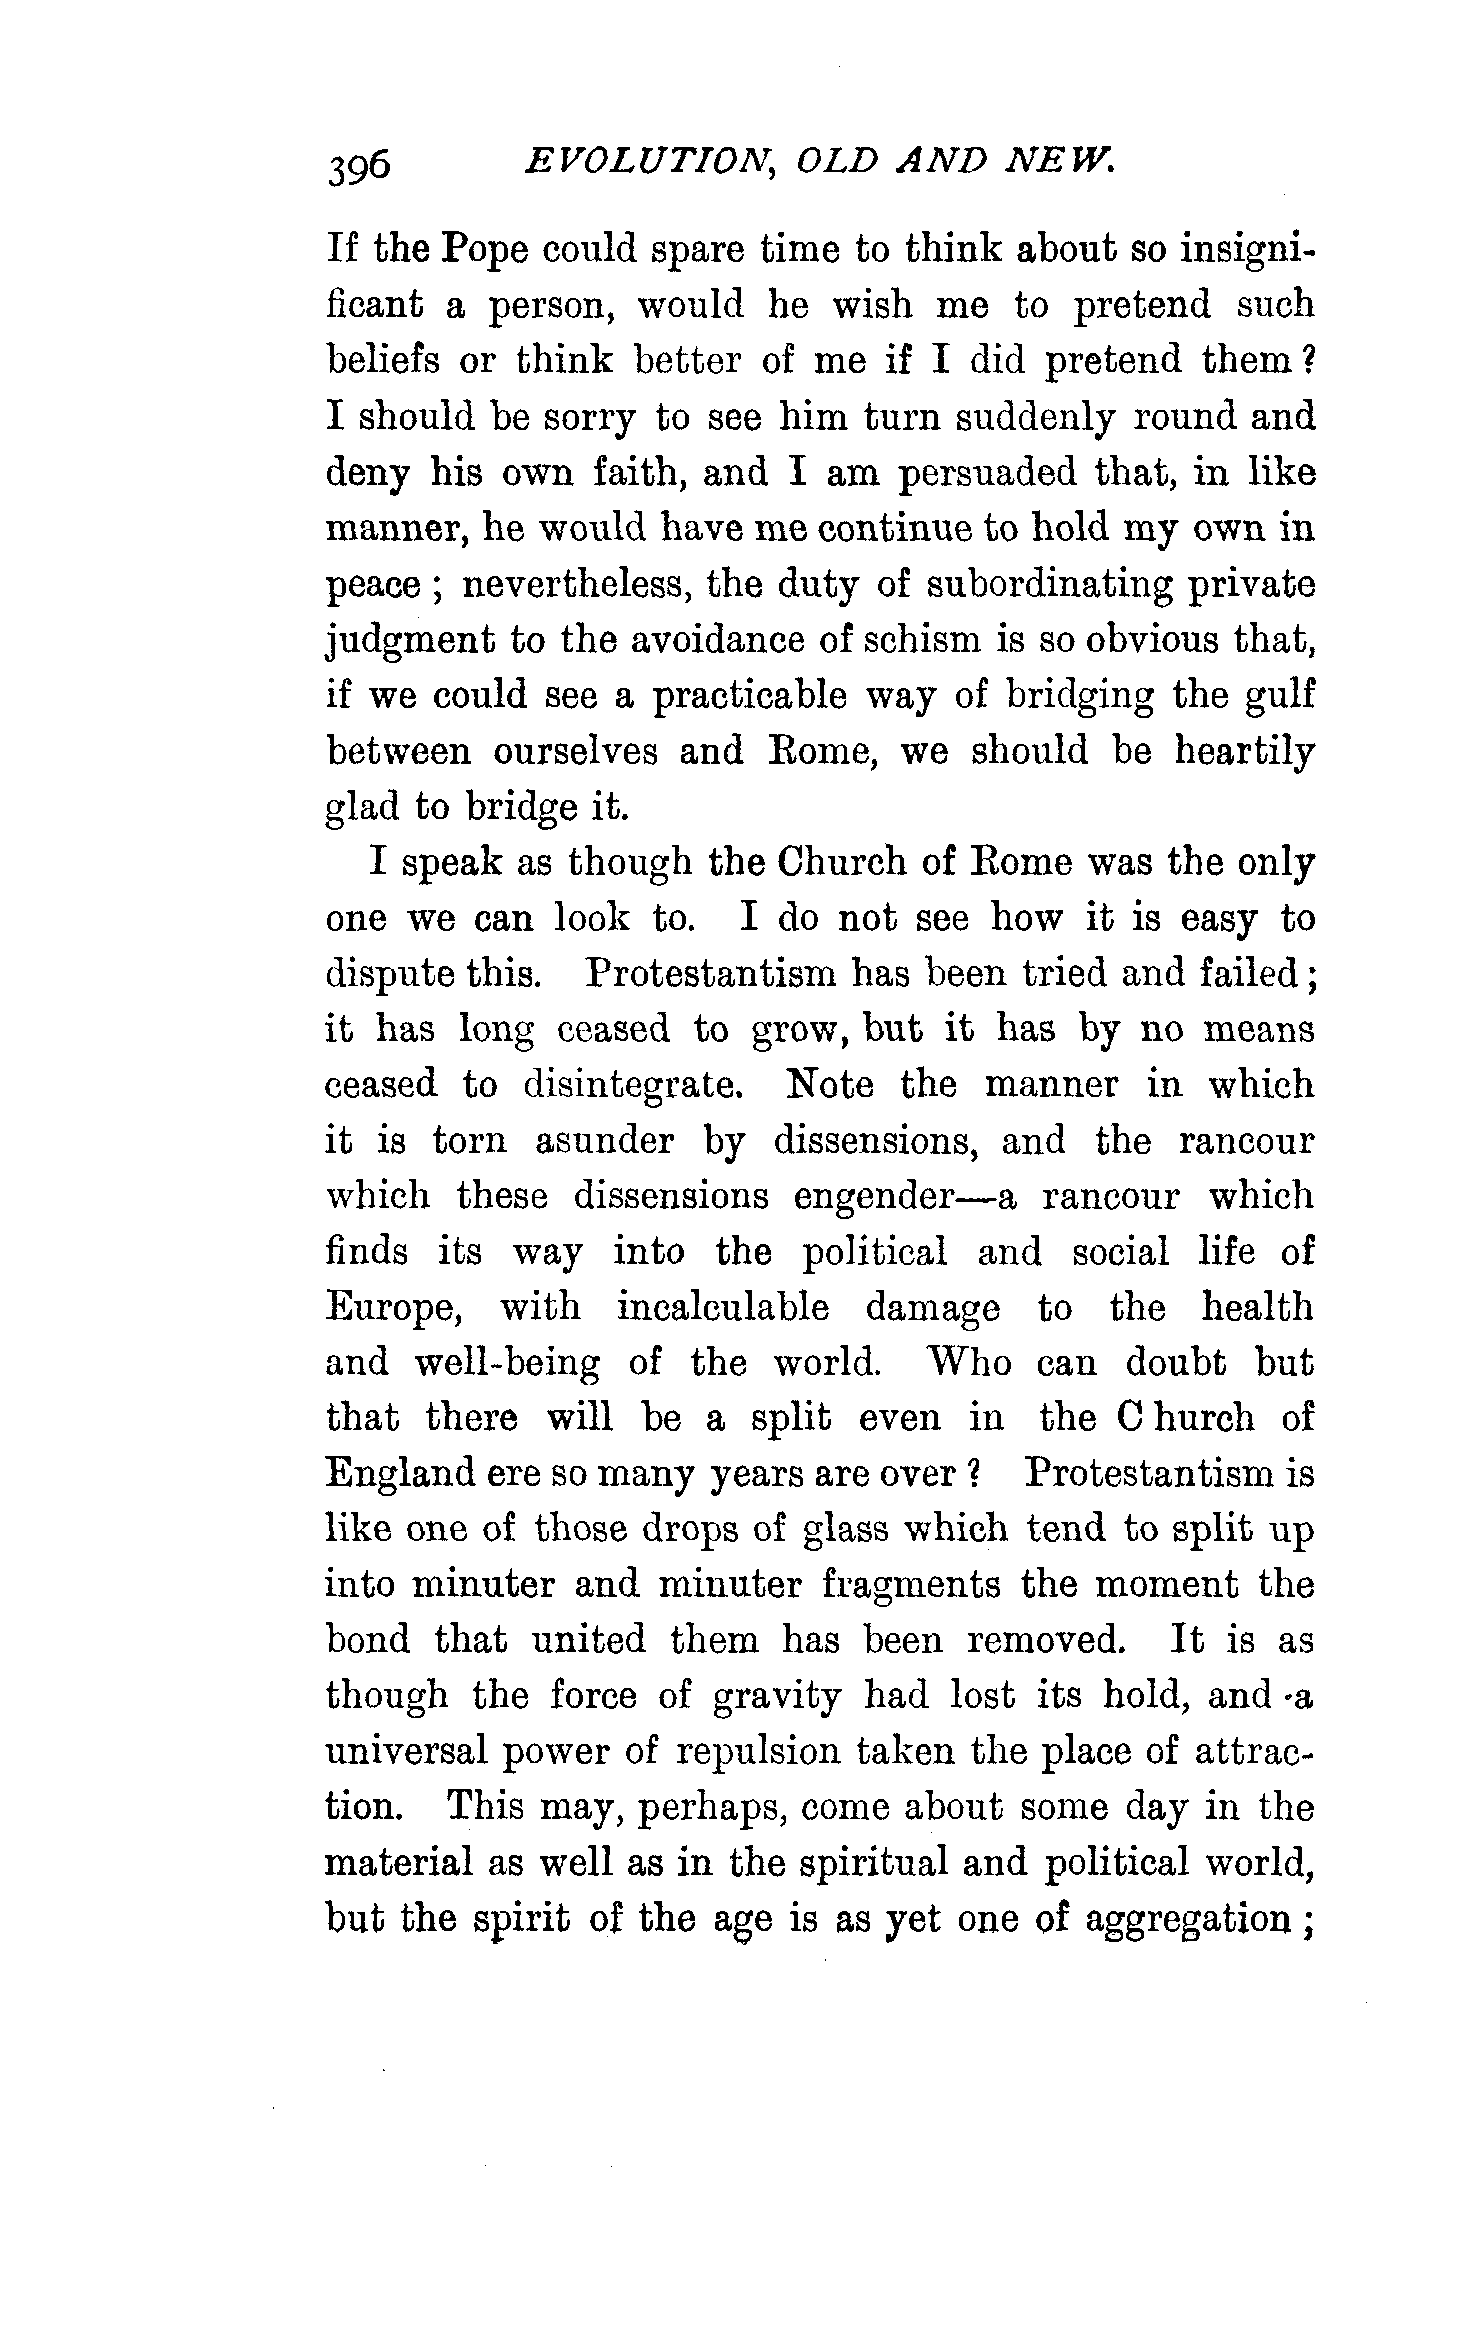 396 EVOLUTION, OLD AND NEW.
If the Pope could spare time to think about so insigni-
ficant a person, would he wish me to pretend such
beliefs or think better of me if I did pretend them ?
I should be sorry to see him turn suddenly round and
deny his own faith, and I am persuaded that, in like
manner, he would have me continue to hold my own in
peace ; nevertheless, the duty of subordinating private
judgment to the avoidance of schism is so obvious that,
if we could see a practicable way of bridging the gulf
between ourselves and Rome, we should be heartily
glad to bridge it.
I speak as though the Church of Rome was the only
one we can look to. I do not see how it is easy to
dispute this. Protestantism has been tried and failed ;
it has long ceased to grow, but it has by no means
ceased to disintegrate. Note the manner in which
it is torn asunder by dissensions, and the rancour
which these dissensions engender—a rancour which
finds its way into the political and social life of
Europe, with incalculable damage to the health
and well-being of the world. Who can doubt but
that there will be a split even in the C hurch of
England ere so many years are over ? Protestantism is
like one of those drops of glass which tend to split up
into minuter and minuter fragments the moment the
bond that united them has been removed. It is as
though the force of gravity had lost its hold, and a
universal power of repulsion taken the place of attrac-
tion. This may, perhaps, come about some day in the
material as well as in the spiritual and political world,
but the spirit of the age is as yet one of aggregation ;